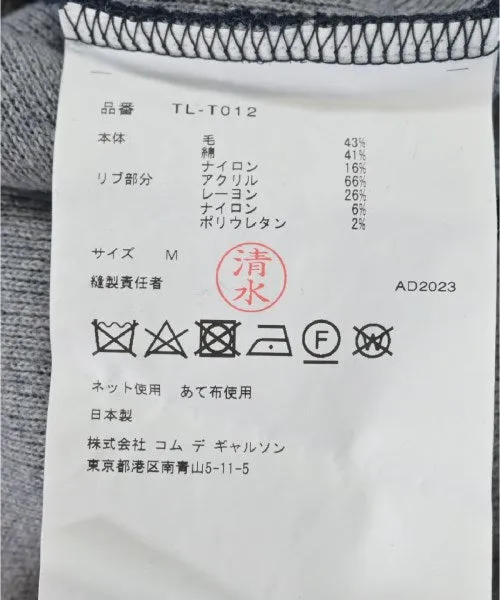 品番 TL-T012
本体 毛 43%
綿 41%
ナイロン 16%
リブ部分 アクリル 66%
レーヨン 26%
ナイロン 6%
ポリウレタン 2%
サイズ M
清水
縫製責任者 AD2023
F W
ネット使用 あて布使用
日本製
株式会社 コム デ ギャルソン
東京都港区南青山5-11-5